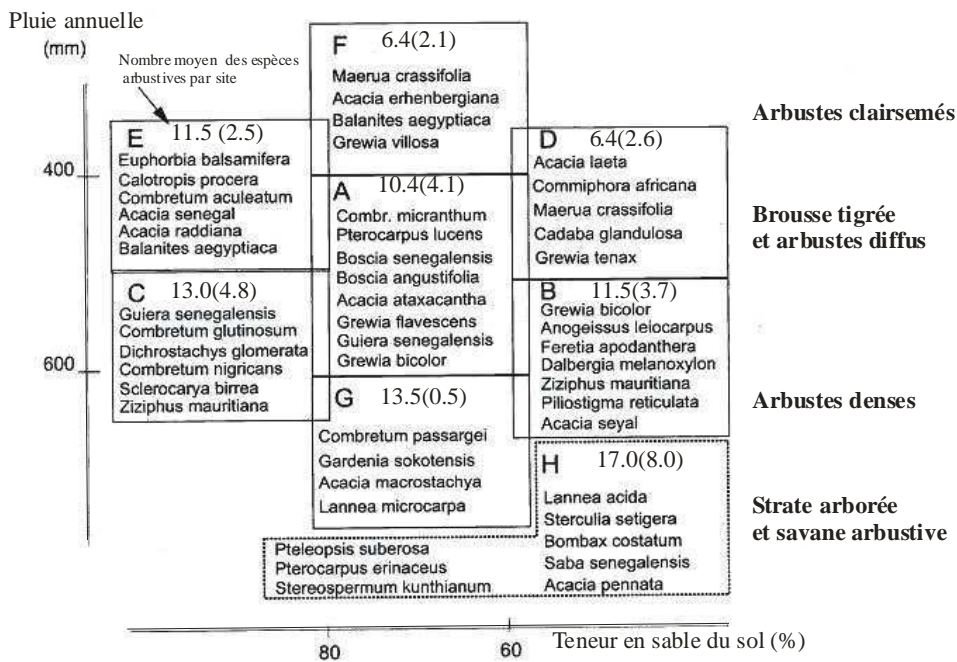 Pluie annuelle
(mm)
Nombre moyen des espèces
arbustives par site
F 6.4(2.1)
Maerua crassifolia
Acacia erhenbergiana
Balanites aegyptiaca
Grewia villosa
Arbustes clairsemés
E 11.5 (2.5)
Euphorbia balsamifera
Calotropis procera
Combretum aculeatum
Acacia senegal
Acacia raddiana
Balanites aegyptiaca
400
A 10.4(4.1)
Combr. micranthum
Pterocarpus lucens
Boscia senegalensis
Boscia angustifolia
Acacia ataxacantha
Grewia flavescens
Guiera senegalensis
Grewia bicolor
D 6.4(2.6)
Acacia laeta
Commiphora africana
Maerua crassifolia
Cadaba glandulosa
Grewia tenax
Brousse tigrée
et arbustes diffus
C 13.0(4.8)
Guiera senegalensis
Combretum glutinosum
Dichrostachys glomerata
Combretum nigricans
Sclerocarya birrea
Ziziphus mauritiana
600
B 11.5(3.7)
Grewia bicolor
Anogeissus leiocarpus
Feretia apodanthera
Dalbergia melanoxylon
Ziziphus mauritiana
Piliostigma reticulata
Acacia seyal
Arbustes denses
G 13.5(0.5)
Combretum passargei
Gardenia sokotensis
Acacia macrostachya
Lannea microcarpa
H 17.0(8.0)
Lannea acida
Sterculia setigera
Bombax costatum
Saba senegalensis
Acacia pennata
Strate arborée
et savane arbustive
Pteleopsis suberosa
Pterocarpus erinaceus
Stereospermum kunthianum
80
60
Teneur en sable du sol (%)